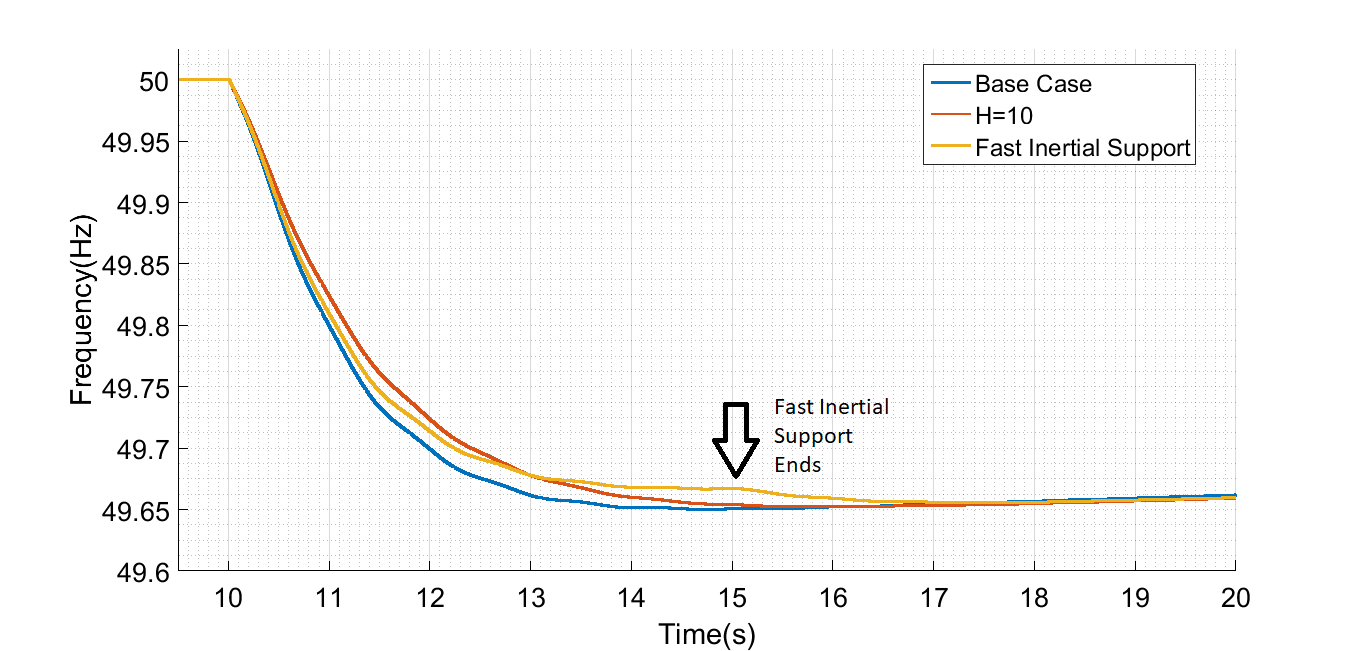 50
49.95
49.9
49.85
49.8
49.75
49.7
49.65
49.6
Frequency(Hz)
Base Case
H=10
Fast Inertial Support
Fast Inertial
Support
Ends
10 11 12 13 14 15 16 17 18 19 20
Time(s)